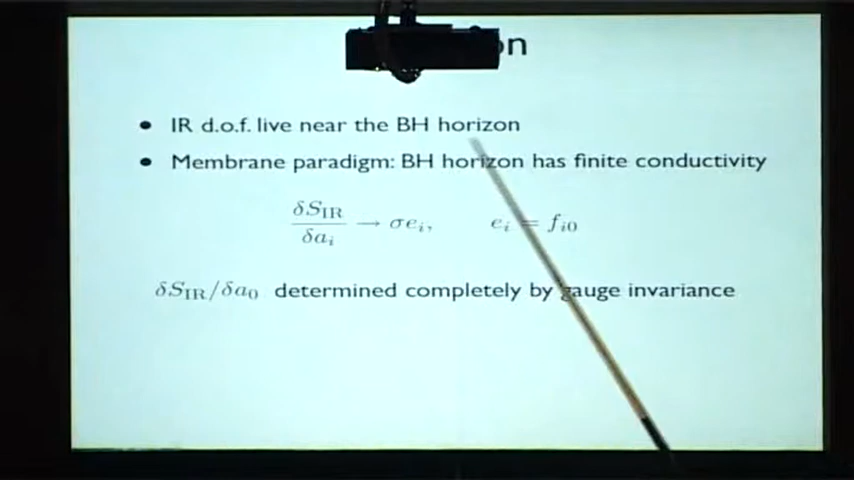 • IR d.o.f. live near the BH horizon
• Membrane paradigm: BH horizon has finite conductivity
δS_IR/δa_i → σe_i, e_i = f_i0
δS_IR/δa_0 determined completely by gauge invariance